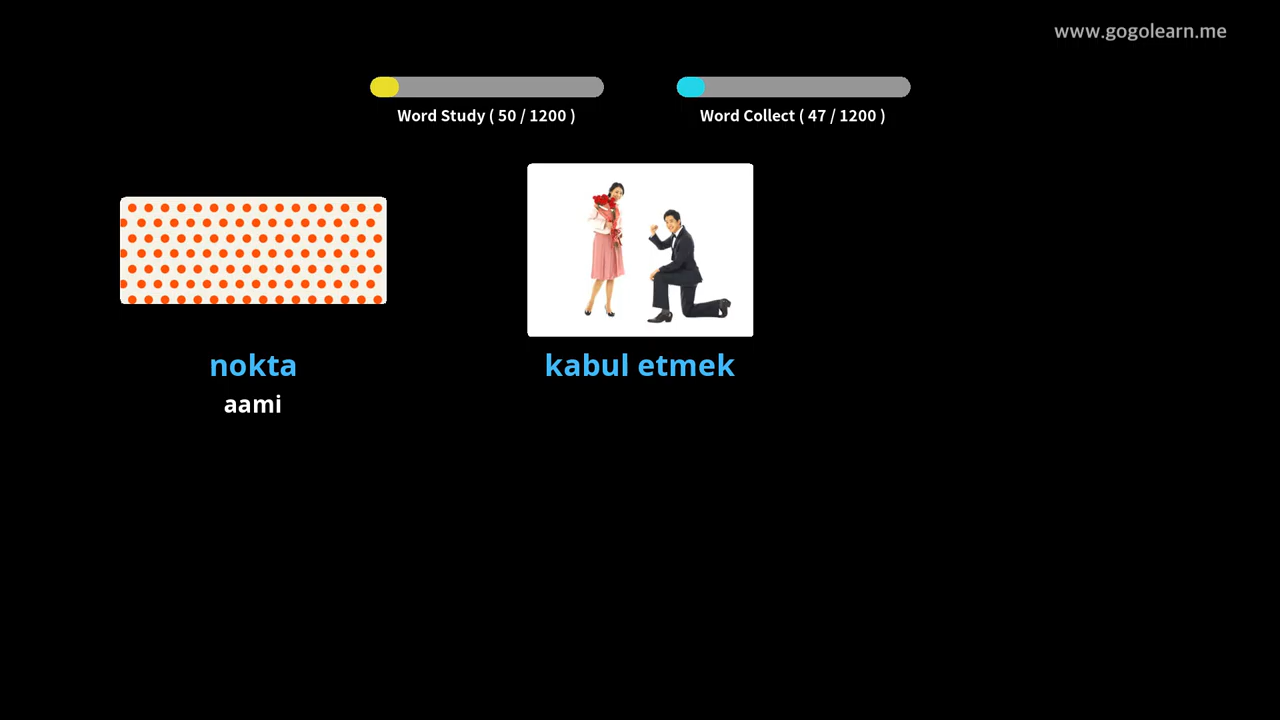 www.gogolearn.me
Word Study ( 50 / 1200 )
Word Collect ( 47 / 1200 )
nokta
aami
kabul etmek